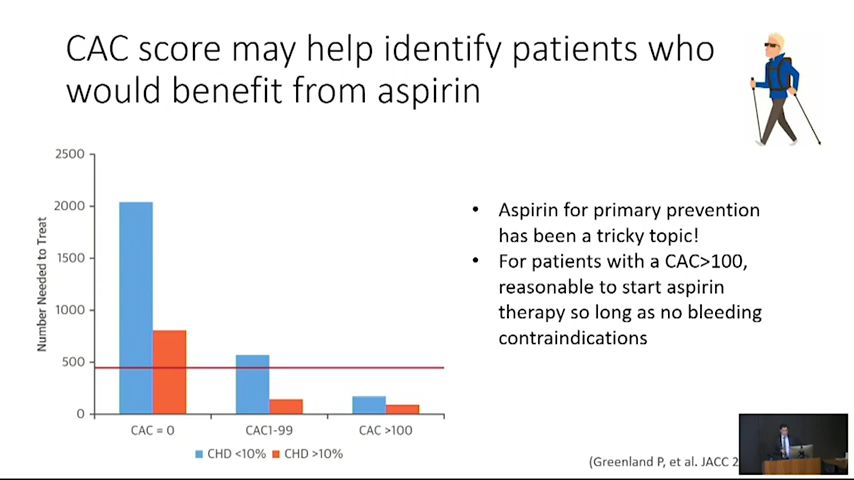 CAC score may help identify patients who
would benefit from aspirin
2500
2000
1500
1000
500
0
Number Needed to Treat
CAC = 0
CAC1-99
CAC >100
CHD <10%
CHD >10%
• Aspirin for primary prevention
has been a tricky topic!
• For patients with a CAC>100,
reasonable to start aspirin
therapy so long as no bleeding
contraindications
(Greenland P, et al. JACC 2